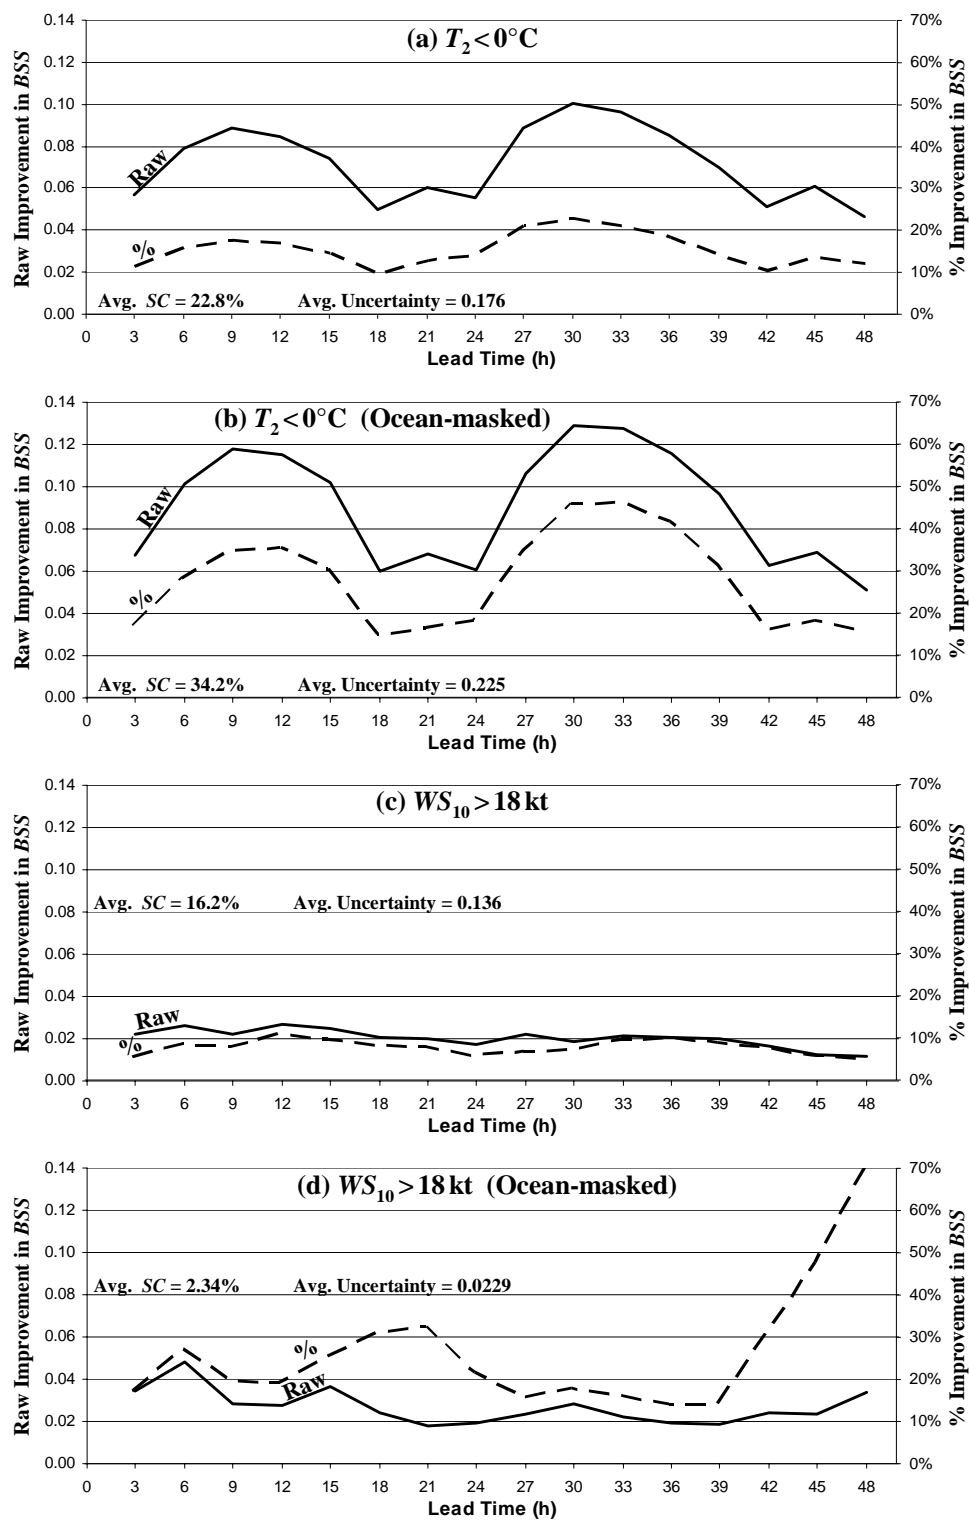 (a) T2 < 0°C
Raw Improvement in BSS
% Improvement in BSS
0.14
0.12
0.10
0.08
0.06
0.04
0.02
0.00
70%
60%
50%
40%
30%
20%
10%
0%
Raw
%
Avg. SC = 22.8% Avg. Uncertainty = 0.176
0 3 6 9 12 15 18 21 24 27 30 33 36 39 42 45 48
Lead Time (h)
(b) T2 < 0°C (Ocean-masked)
Raw Improvement in BSS
% Improvement in BSS
0.14
0.12
0.10
0.08
0.06
0.04
0.02
0.00
70%
60%
50%
40%
30%
20%
10%
0%
Raw
%
Avg. SC = 34.2% Avg. Uncertainty = 0.225
0 3 6 9 12 15 18 21 24 27 30 33 36 39 42 45 48
Lead Time (h)
(c) WS10 > 18 kt
Raw Improvement in BSS
% Improvement in BSS
0.14
0.12
0.10
0.08
0.06
0.04
0.02
0.00
70%
60%
50%
40%
30%
20%
10%
0%
Avg. SC = 16.2% Avg. Uncertainty = 0.136
Raw
%
0 3 6 9 12 15 18 21 24 27 30 33 36 39 42 45 48
Lead Time (h)
(d) WS10 > 18 kt (Ocean-masked)
Raw Improvement in BSS
% Improvement in BSS
0.14
0.12
0.10
0.08
0.06
0.04
0.02
0.00
70%
60%
50%
40%
30%
20%
10%
0%
Avg. SC = 2.34% Avg. Uncertainty = 0.0229
%
Raw
0 3 6 9 12 15 18 21 24 27 30 33 36 39 42 45 48
Lead Time (h)